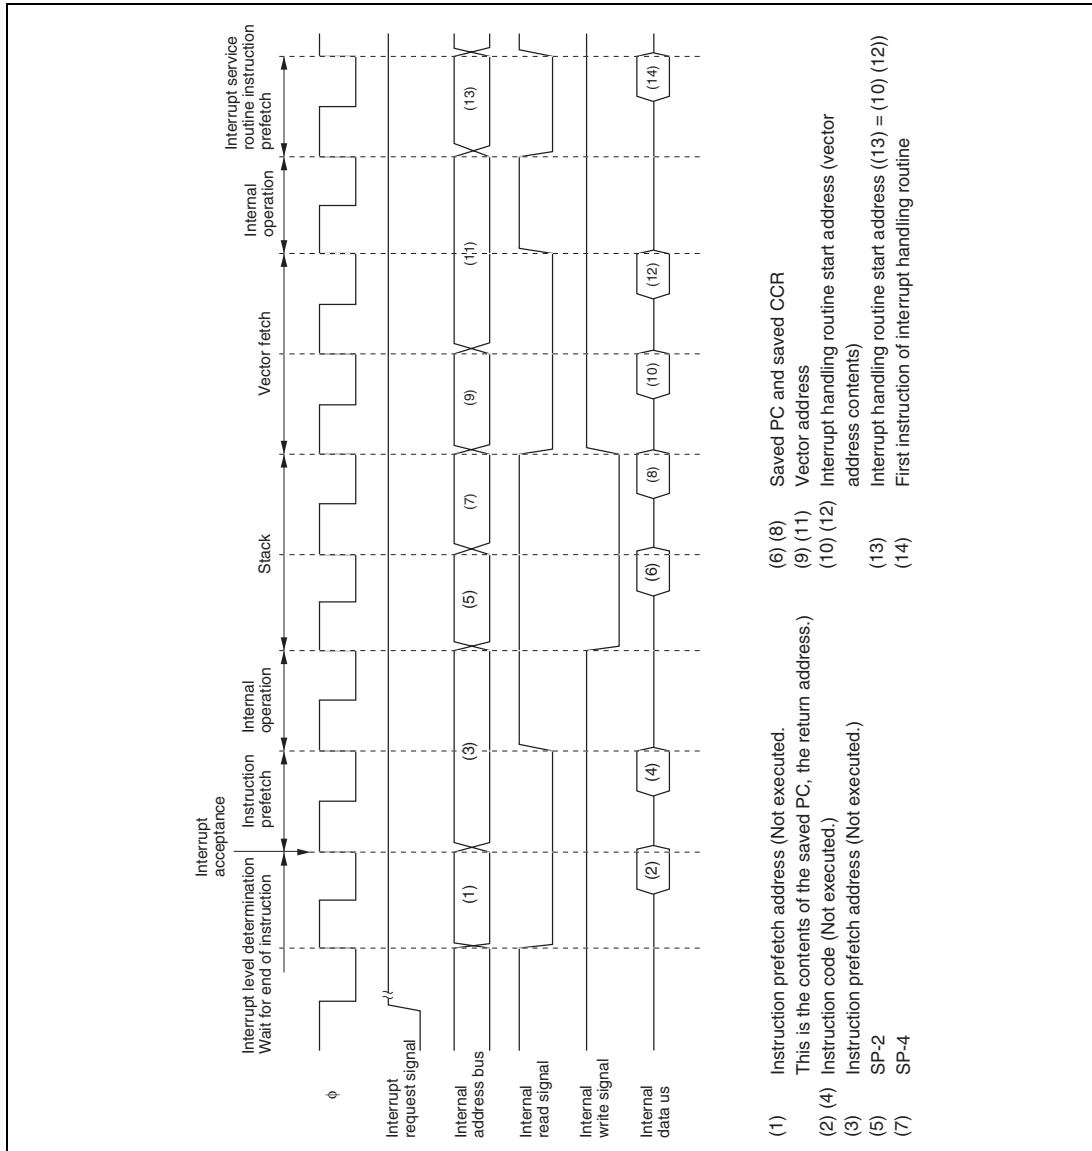 Interrupt level determination
Wait for end of instruction
Interrupt
acceptance
Instruction
prefetch
Internal
operation
Stack
Vector fetch
Internal
operation
Interrupt service
routine instruction
prefetch
φ
Interrupt
request signal
Internal
address bus
(1)
(3)
(5)
(7)
(9)
(11)
(13)
Internal
read signal
Internal
write signal
Internal
data us
(2)
(4)
(6)
(8)
(10)
(12)
(14)
(1) Instruction prefetch address (Not executed.
This is the contents of the saved PC, the return address.)
(2) (4) Instruction code (Not executed.)
(3) Instruction prefetch address (Not executed.)
(5) SP-2
(7) SP-4
(6) (8) Saved PC and saved CCR
(9) (11) Vector address
(10) (12) Interrupt handling routine start address (vector
address contents)
(13) Interrupt handling routine start address ((13) = (10) (12))
(14) First instruction of interrupt handling routine